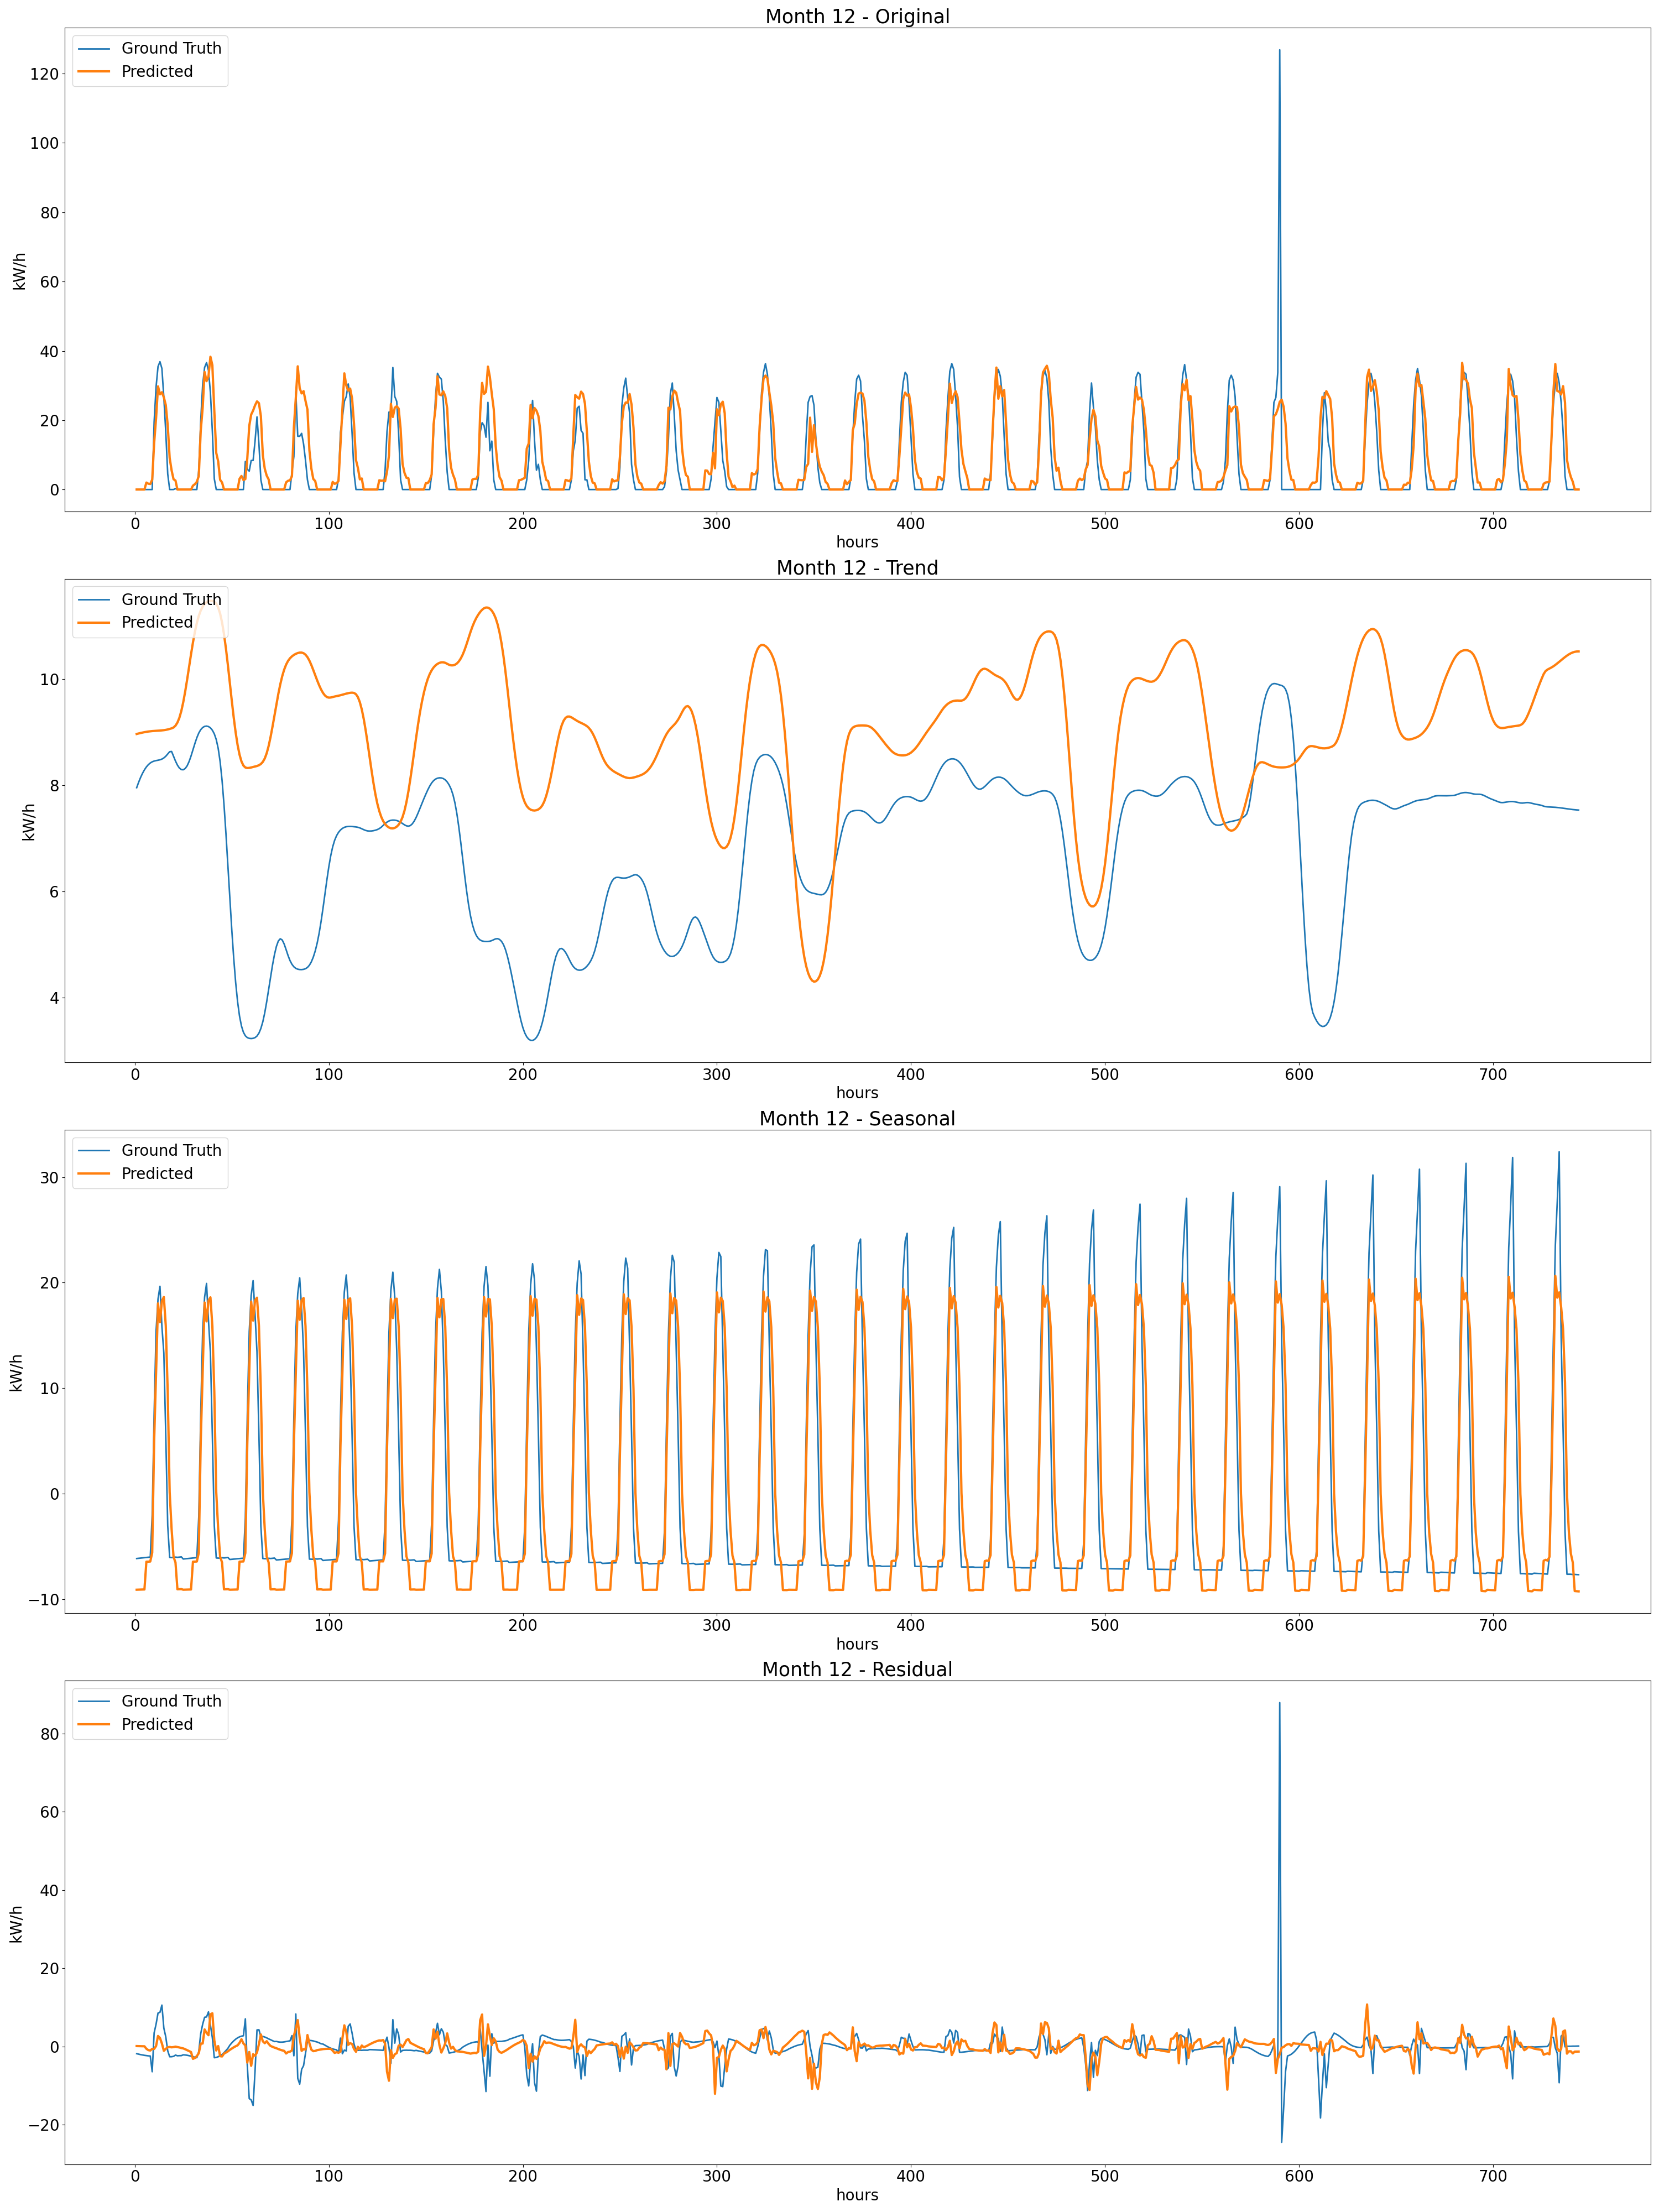 Month 12 - Original
Ground Truth
Predicted
120
100
80
60
40
20
0
kW/h
0 100 200 300 400 500 600 700
hours
Month 12 - Trend
Ground Truth
Predicted
10
8
6
4
kW/h
0 100 200 300 400 500 600 700
hours
Month 12 - Seasonal
Ground Truth
Predicted
30
20
10
0
−10
kW/h
0 100 200 300 400 500 600 700
hours
Month 12 - Residual
Ground Truth
Predicted
80
60
40
20
0
−20
kW/h
0 100 200 300 400 500 600 700
hours